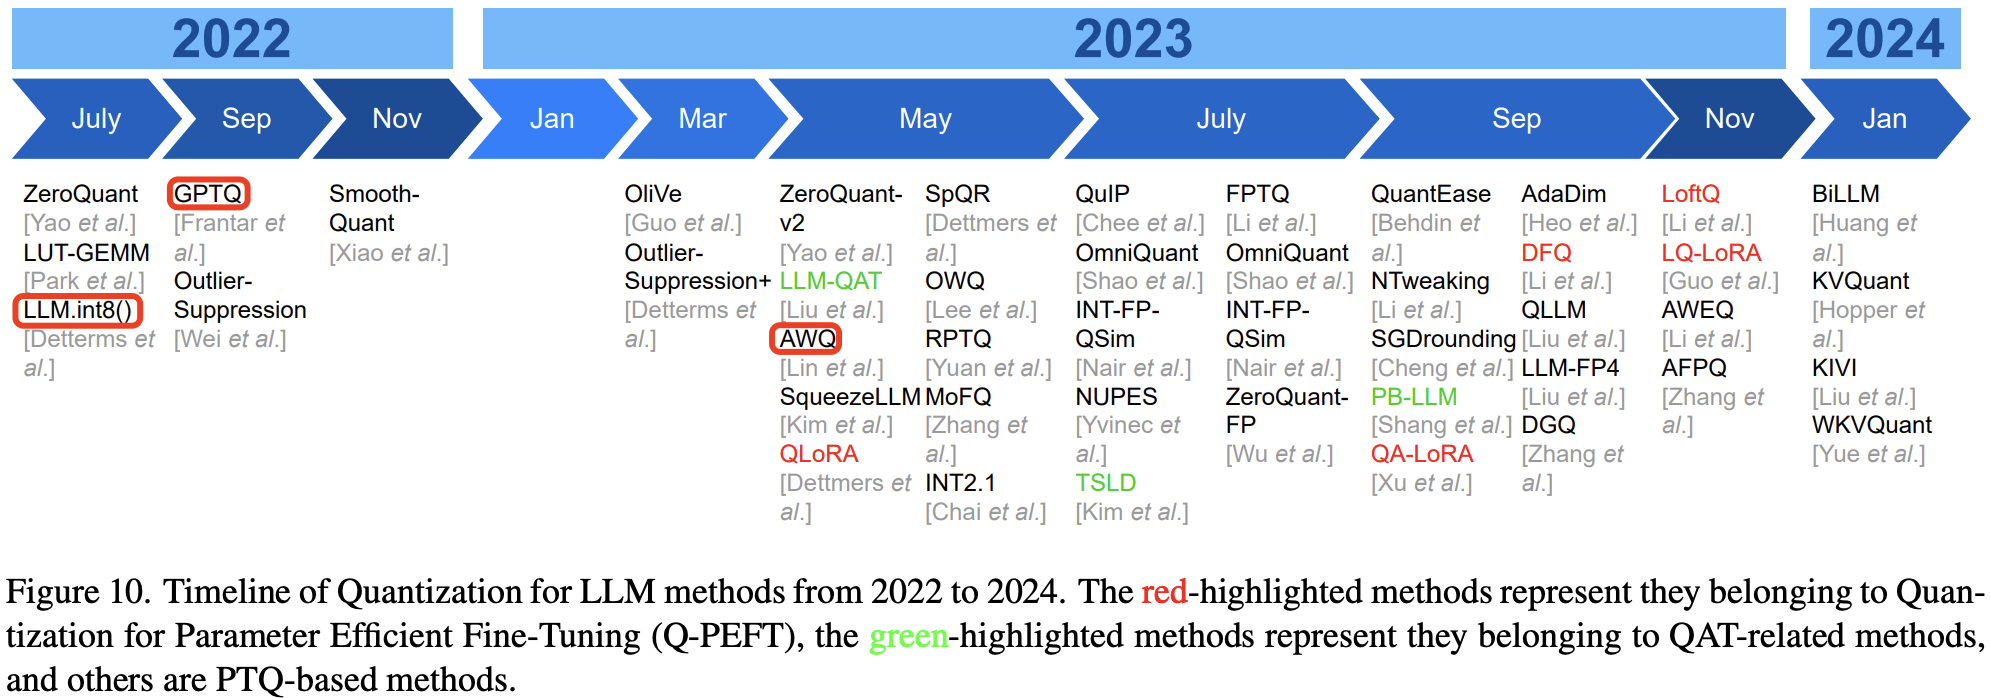 2022
2023
2024
July
Sep
Nov
Jan
Mar
May
July
Sep
Nov
Jan
ZeroQuant
[Yao et al.]
LUT-GEMM
[Park et al.]
LLM.int8()
[Detterms et
al.]
GPTQ
[Frantar et
al.]
Outlier-
Suppression
[Wei et al.]
Smooth-
Quant
[Xiao et al.]
OliVe
[Guo et al.]
Outlier-
Suppression+
[Detterms et
al.]
ZeroQuant-
v2
[Yao et al.]
LLM-QAT
[Liu et al.]
AWQ
[Lin et al.]
SqueezeLLM
[Kim et al.]
QLoRA
[Dettmers et
al.]
SpQR
[Dettmers et
al.]
OWQ
[Lee et al.]
RPTQ
[Yuan et al.]
MoFQ
[Zhang et
al.]
INT2.1
[Chai et al.]
QuIP
[Chee et al.]
OmniQuant
[Shao et al.]
INT-FP-
QSim
[Nair et al.]
NUPES
[Yvinec et
al.]
TSLD
[Kim et al.]
FPTQ
[Li et al.]
OmniQuant
[Shao et al.]
INT-FP-
QSim
[Nair et al.]
ZeroQuant-
FP
[Wu et al.]
QuantEase
[Behdin et
al.]
NTweaking
[Li et al.]
SGDrounding
[Cheng et al.]
PB-LLM
[Shang et al.]
QA-LoRA
[Xu et al.]
AdaDim
[Heo et al.]
DFQ
[Li et al.]
QLLM
[Liu et al.]
LLM-FP4
[Liu et al.]
DGQ
[Zhang et
al.]
LoftQ
[Li et al.]
LQ-LoRA
[Guo et al.]
AWEQ
[Li et al.]
AFPQ
[Zhang et
al.]
BiLLM
[Huang et
al.]
KVQuant
[Hopper et
al.]
KIVI
[Liu et al.]
WKVQuant
[Yue et al.]
Figure 10. Timeline of Quantization for LLM methods from 2022 to 2024. The red-highlighted methods represent they belonging to Quan-
tization for Parameter Efficient Fine-Tuning (Q-PEFT), the green-highlighted methods represent they belonging to QAT-related methods,
and others are PTQ-based methods.